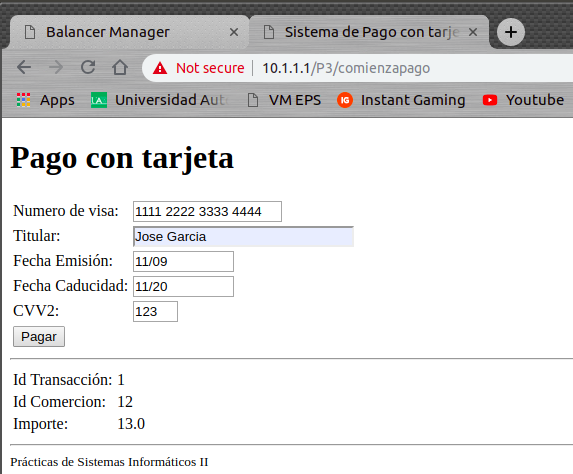 Balancer Manager
Sistema de Pago con tarje
Not secure 10.1.1.1/P3/comienzapago
Apps Universidad Aut VM EPS Instant Gaming Youtube
Pago con tarjeta
Numero de visa: 1111 2222 3333 4444
Titular: Jose Garcia
Fecha Emisión: 11/09
Fecha Caducidad: 11/20
CVV2: 123
Pagar
Id Transacción: 1
Id Comercion: 12
Importe: 13.0
Prácticas de Sistemas Informáticos II